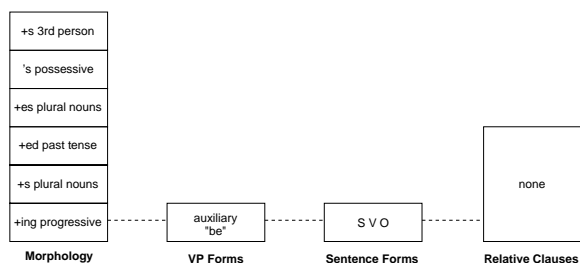 +s 3rd person
's possessive
+es plural nouns
+ed past tense
+s plural nouns
+ing progressive
Morphology
auxiliary
"be"
VP Forms
S V O
Sentence Forms
none
Relative Clauses